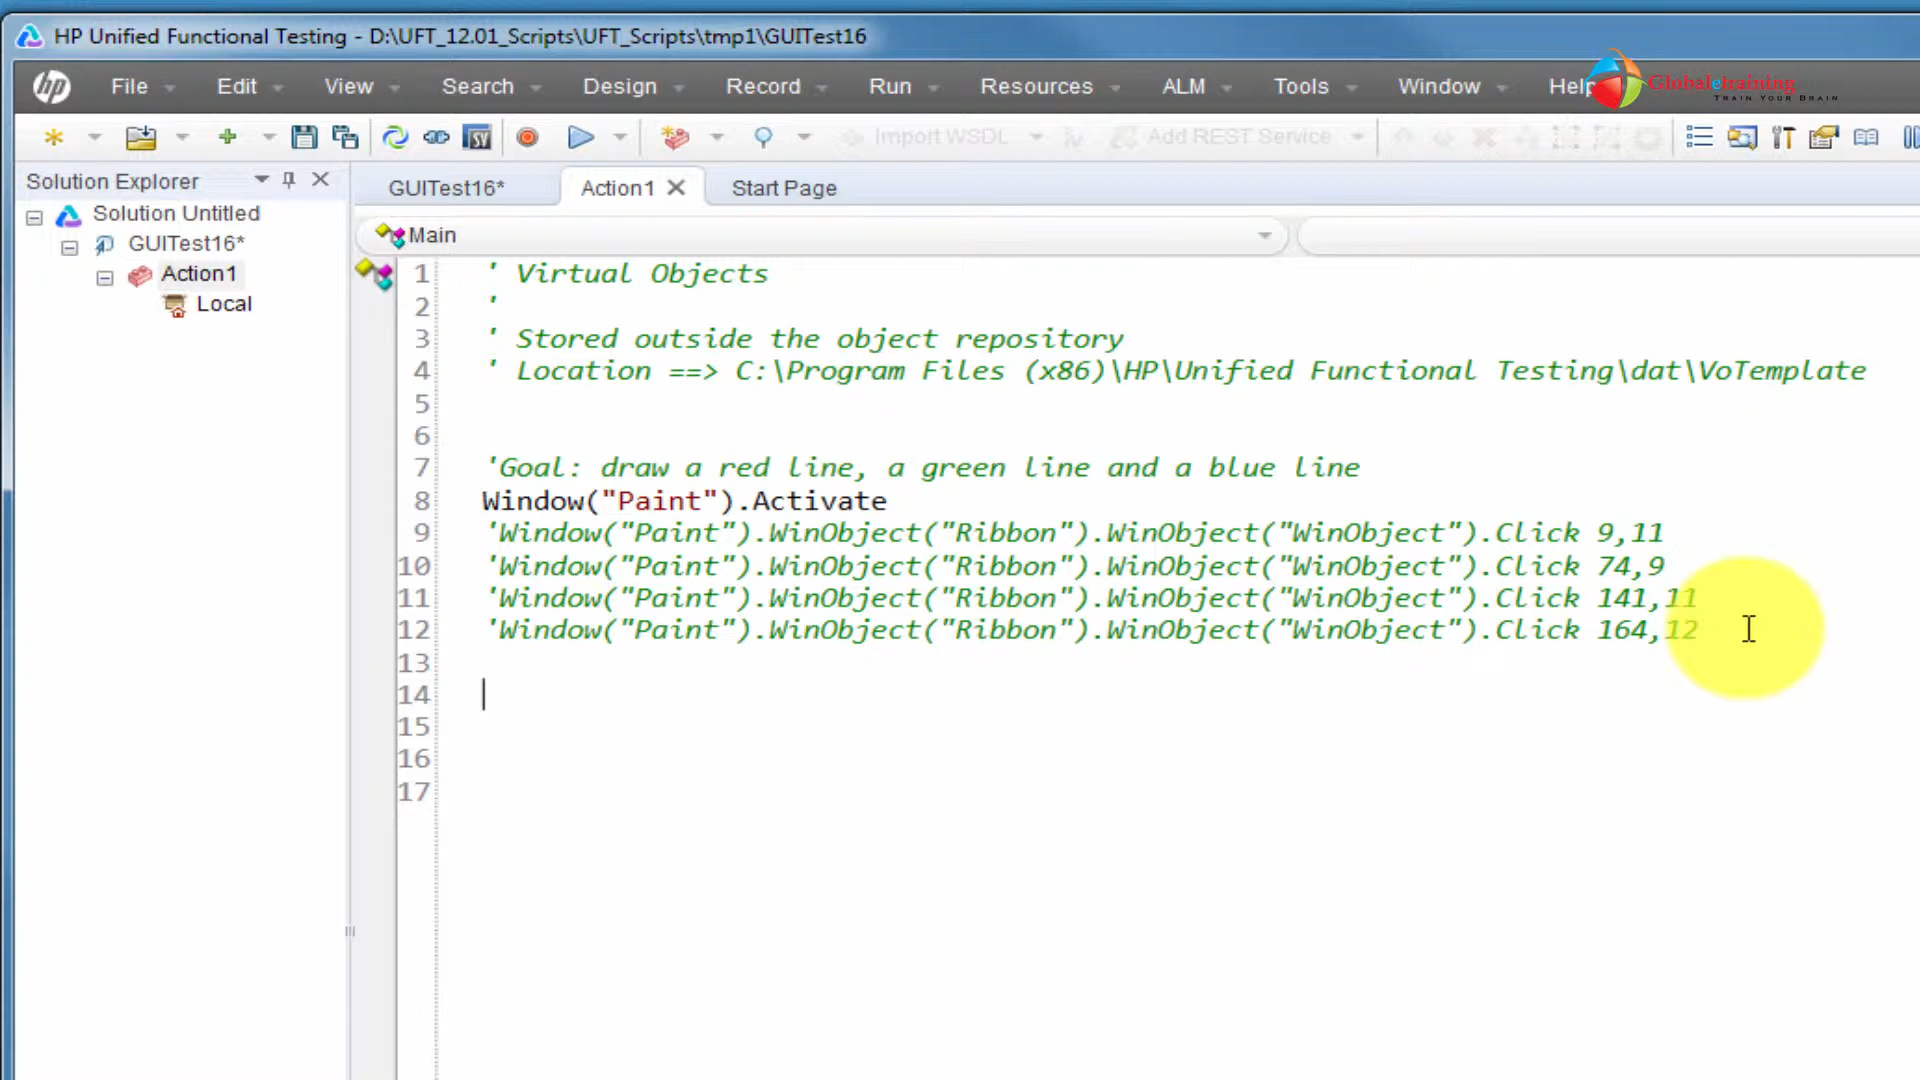 HP Unified Functional Testing - D:\UFT_12.01_Scripts\UFT_Scripts\tmp1\GUITest16
hp File Edit View Search Design Record Run Resources ALM Tools Window Help
Globaletraining
TRAIN YOUR BRAIN
Import WSDL Add REST Service
Solution Explorer
Solution Untitled
GUITest16*
Action1
Local
GUITest16* Action1 Start Page
Main
1 ' Virtual Objects
2 '
3 ' Stored outside the object repository
4 ' Location ==> C:\Program Files (x86)\HP\Unified Functional Testing\dat\VoTemplate
5
6
7 'Goal: draw a red line, a green line and a blue line
8 Window("Paint").Activate
9 'Window("Paint").WinObject("Ribbon").WinObject("WinObject").Click 9,11
10 'Window("Paint").WinObject("Ribbon").WinObject("WinObject").Click 74,9
11 'Window("Paint").WinObject("Ribbon").WinObject("WinObject").Click 141,11
12 'Window("Paint").WinObject("Ribbon").WinObject("WinObject").Click 164,12
13
14
15
16
17